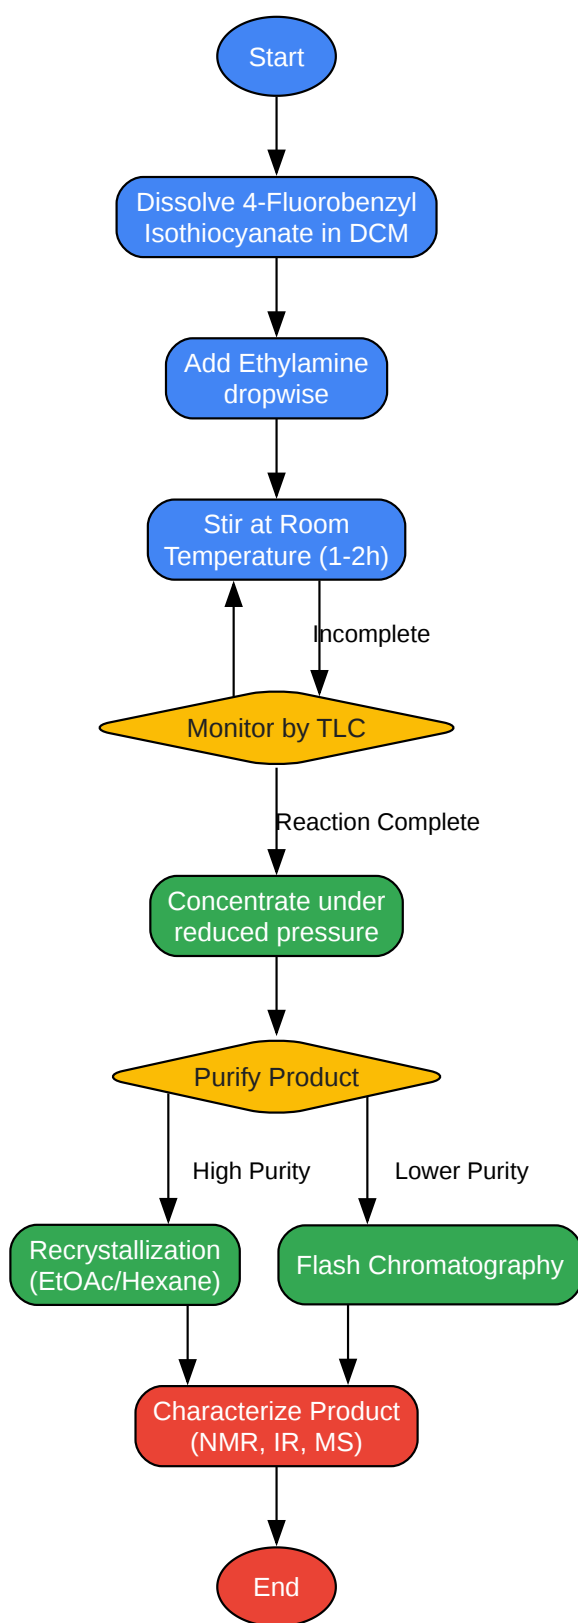 Start
Dissolve 4-Fluorobenzyl
Isothiocyanate in DCM
Add Ethylamine
dropwise
Stir at Room
Temperature (1-2h)
Incomplete
Monitor by TLC
Reaction Complete
Concentrate under
reduced pressure
Purify Product
High Purity
Lower Purity
Recrystallization
(EtOAc/Hexane)
Flash Chromatography
Characterize Product
(NMR, IR, MS)
End